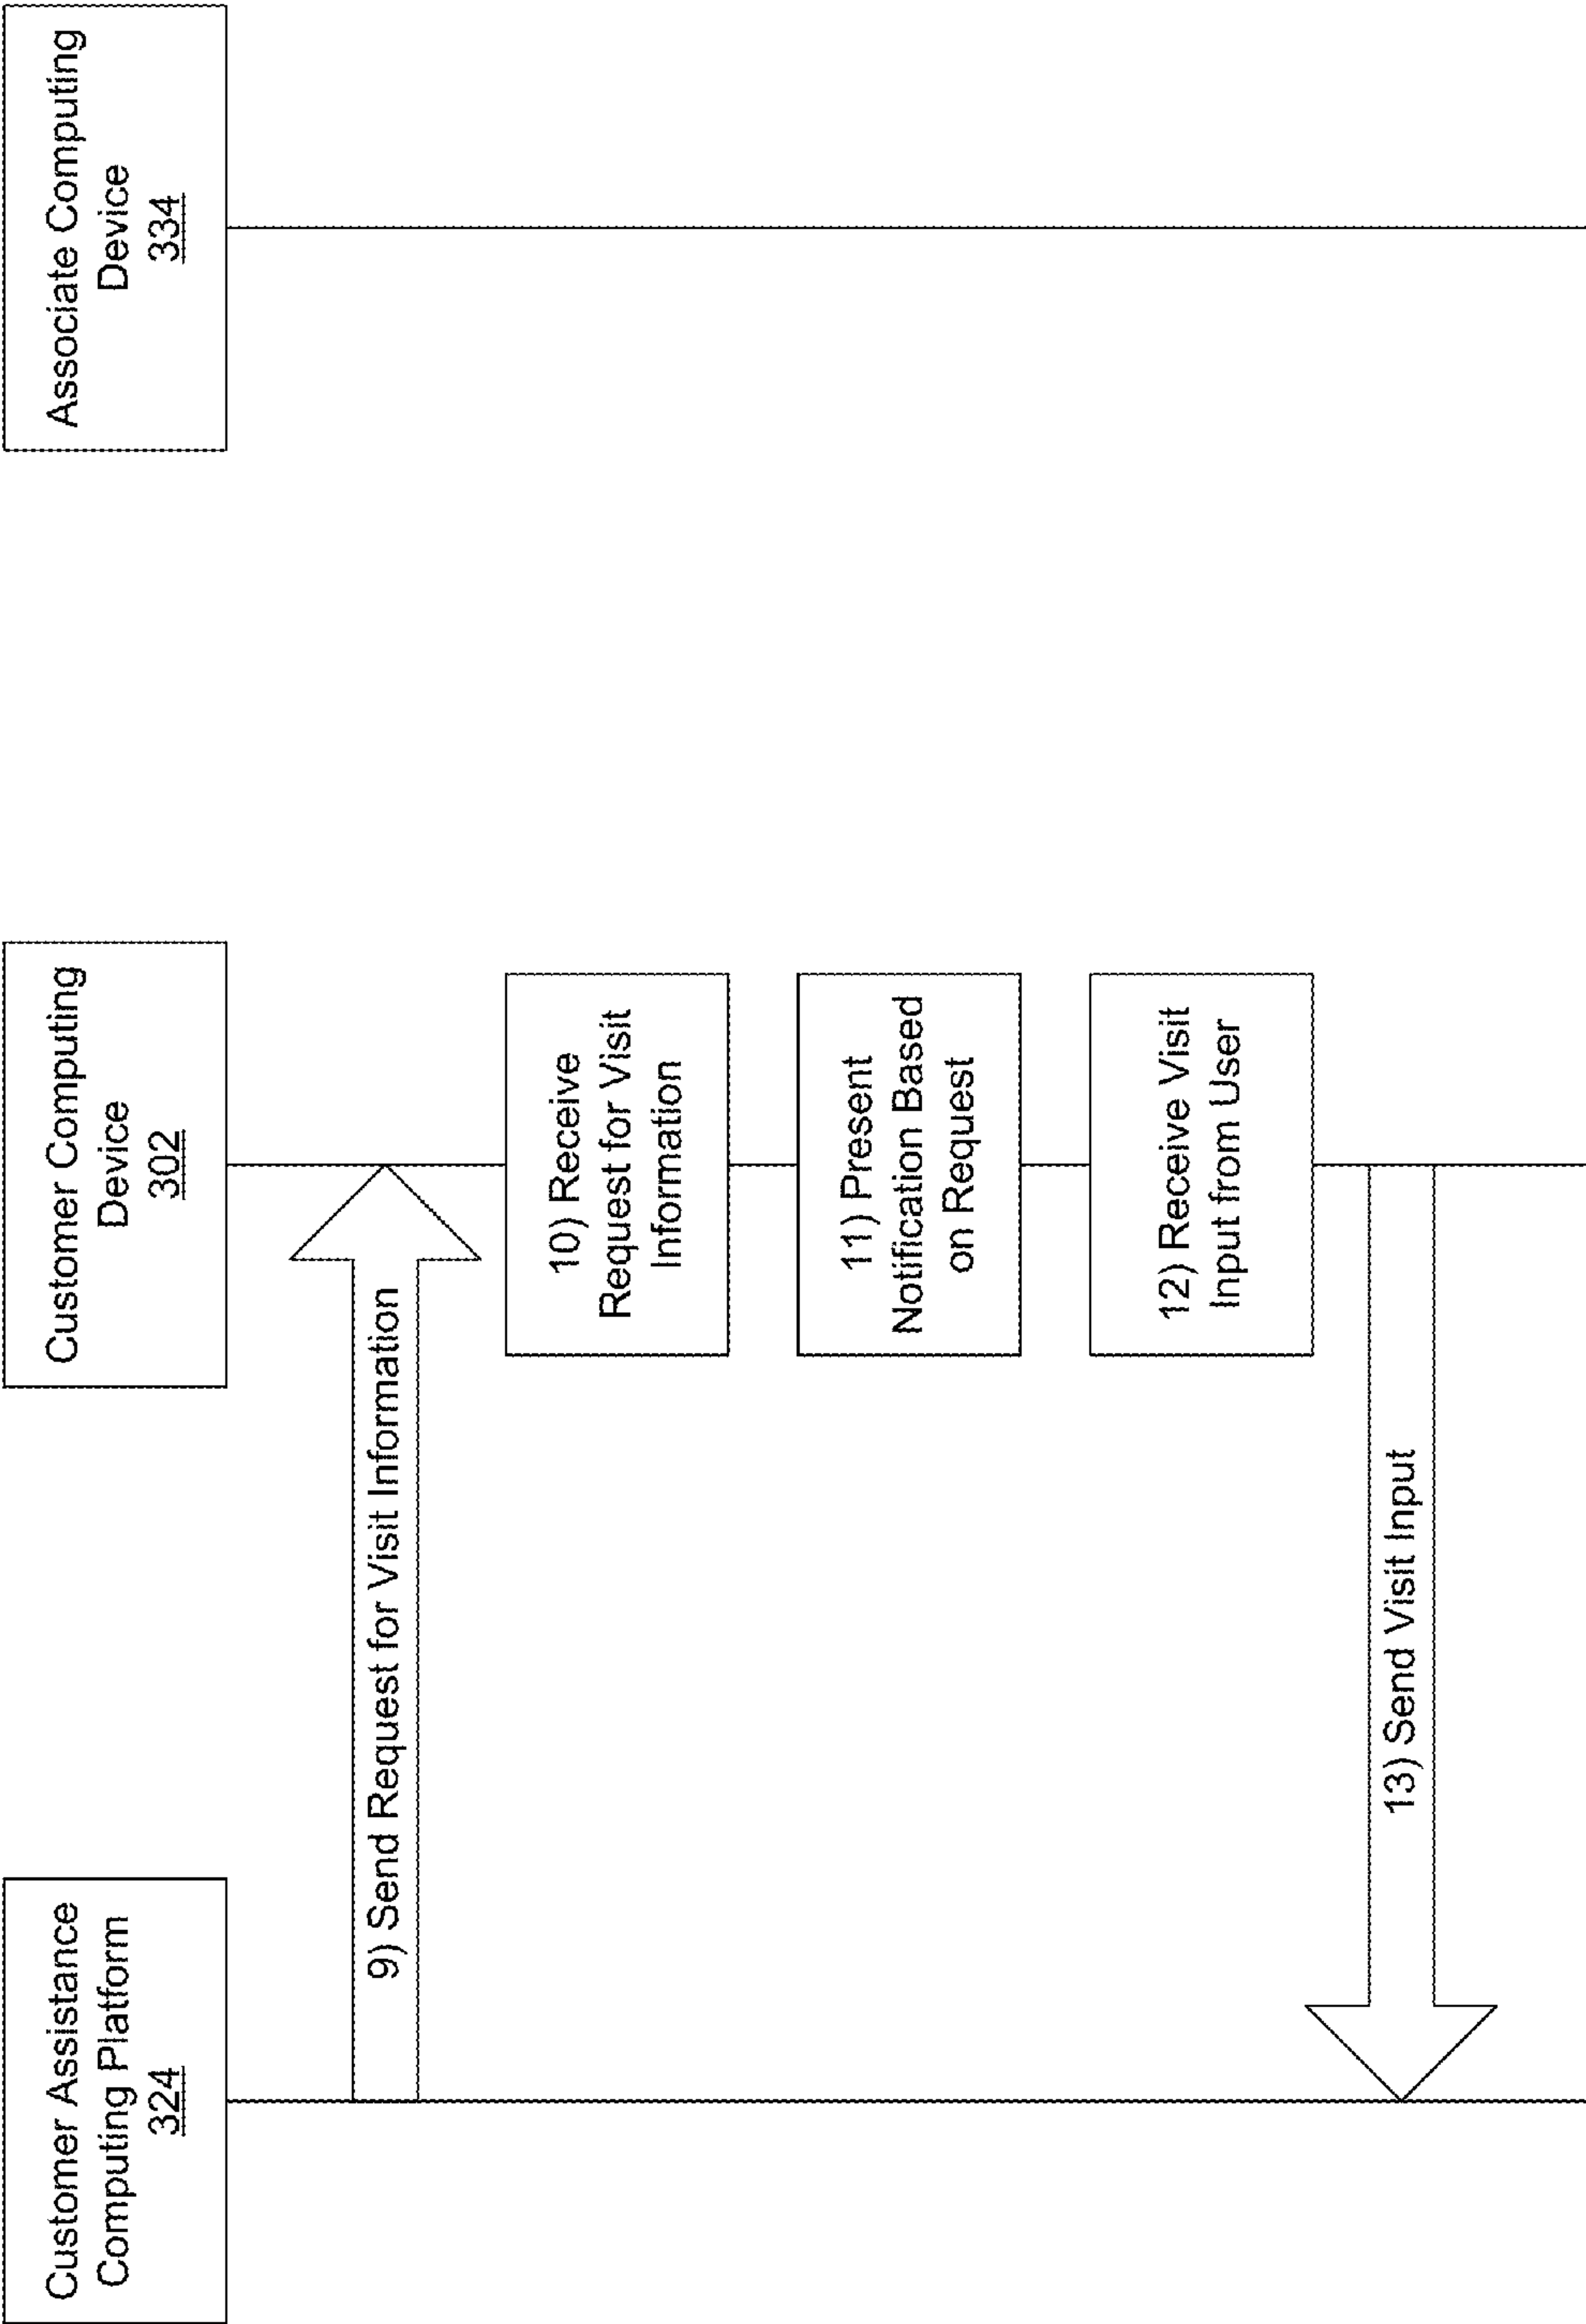 Customer Assistance
Computing Platform
324
Customer Computing
Device
302
Associate Computing
Device
334
9) Send Request for Visit Information
10) Receive
Request for Visit
Information
11) Present
Notification Based
on Request
12) Receive Visit
Input from User
13) Send Visit Input